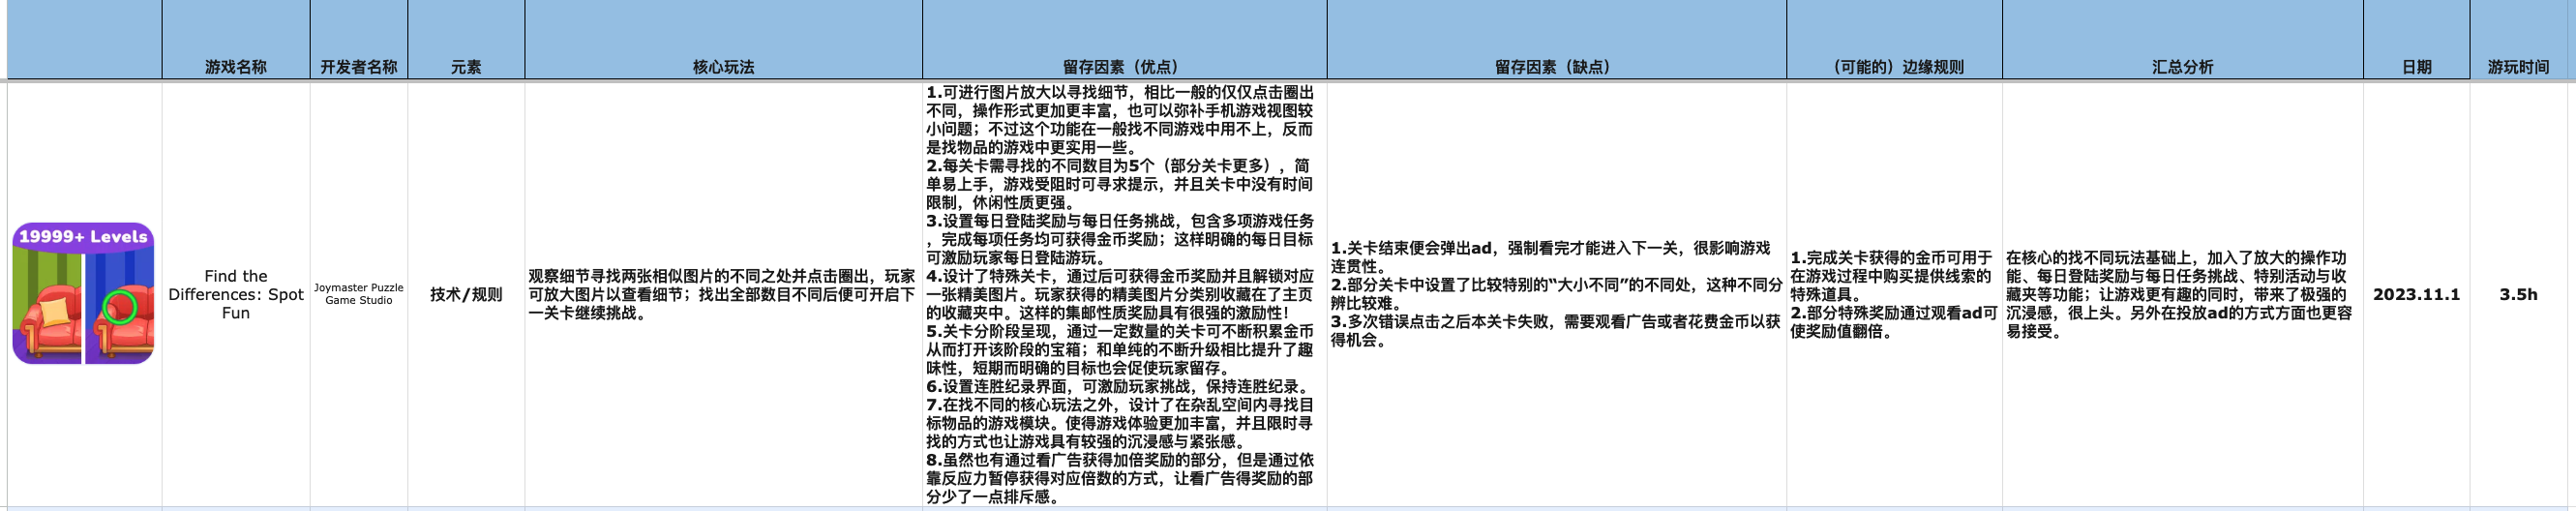 游戏名称
开发者名称
元素
核心玩法
留存因素（优点）
留存因素（缺点）
（可能的）边缘规则
汇总分析
日期
游玩时间
19999+ Levels
Find the
Differences: Spot
Fun
Joymaster Puzzle
Game Studio
技术/规则
观察细节寻找两张相似图片的不同之处并点击圈出，玩家
可放大图片以查看细节；找出全部数目不同后便可开启下
一关卡继续挑战。
1.可进行图片放大以寻找细节，相比一般的仅仅点击圈出
不同，操作形式更加更丰富，也可以弥补手机游戏视图较
小问题；不过这个功能在一般找不同游戏中用不上，反而
是找物品的游戏中更实用一些。
2.每关卡需寻找的不同数目为5个（部分关卡更多），简
单易上手，游戏受阻时可寻求提示，并且关卡中没有时间
限制，休闲性质更强。
3.设置每日登陆奖励与每日任务挑战，包含多项游戏任务
，完成每项任务均可获得金币奖励；这样明确的每日目标
可激励玩家每日登陆游玩。
4.设计了特殊关卡，通过后可获得金币奖励并且解锁对应
一张精美图片。玩家获得的精美图片分类别收藏在了主页
的收藏夹中。这样的集邮性质奖励具有很强的激励性！
5.关卡分阶段呈现，通过一定数量的关卡可不断积累金币
从而打开该阶段的宝箱；和单纯的不断升级相比提升了趣
味性，短期而明确的目标也会促使玩家留存。
6.设置连胜纪录界面，可激励玩家挑战，保持连胜纪录。
7.在找不同的核心玩法之外，设计了在杂乱空间内寻找目
标物品的游戏模块。使得游戏体验更加丰富，并且限时寻
找的方式也让游戏具有较强的沉浸感与紧张感。
8.虽然也有通过看广告获得加倍奖励的部分，但是通过依
靠反应力暂停获得对应倍数的方式，让看广告得奖励的部
分少了一点排斥感。
1.关卡结束便会弹出ad，强制看完才能进入下一关，很影响游戏
连贯性。
2.部分关卡中设置了比较特别的“大小不同”的不同处，这种不同分
辨比较难。
3.多次错误点击之后本关卡失败，需要观看广告或者花费金币以获
得机会。
1.完成关卡获得的金币可用于
在游戏过程中购买提供线索的
特殊道具。
2.部分特殊奖励通过观看ad可
使奖励值翻倍。
在核心的找不同玩法基础上，加入了放大的操作功
能、每日登陆奖励与每日任务挑战、特别活动与收
藏夹等功能；让游戏更有趣的同时，带来了极强的
沉浸感，很上头。另外在投放ad的方式方面也更容
易接受。
2023.11.1
3.5h